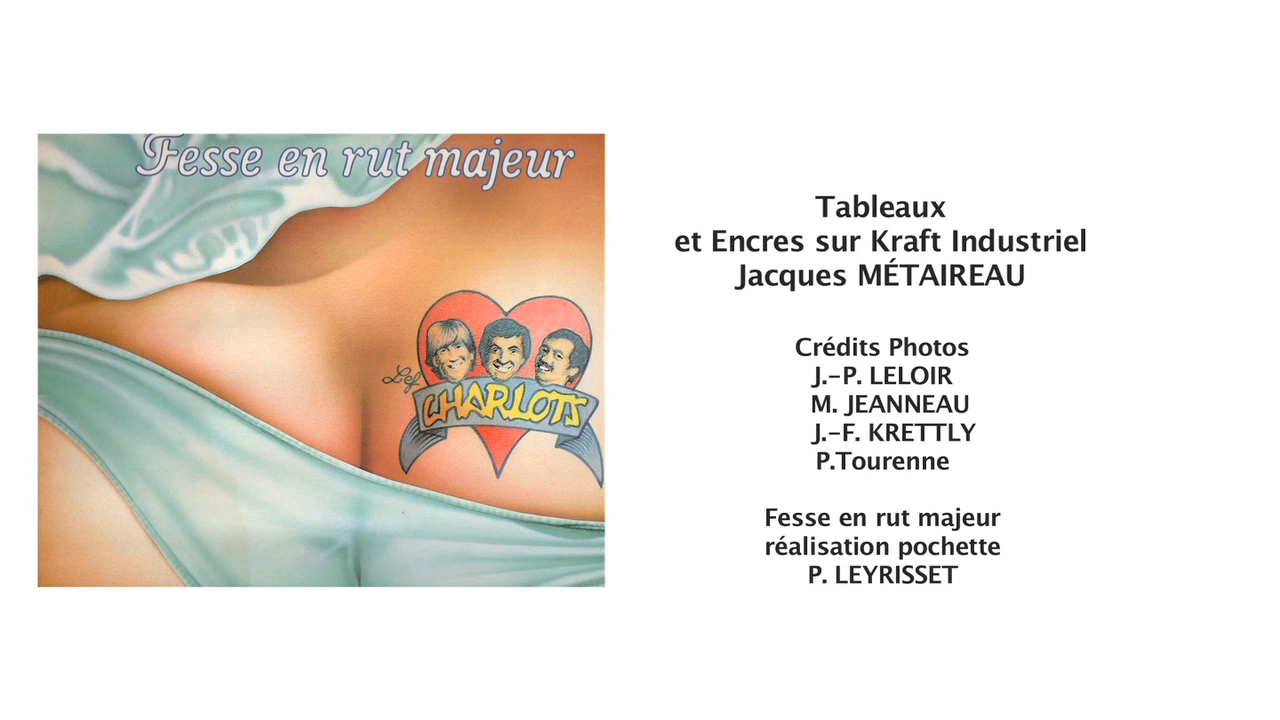 Fesse en rut majeur
Les
CHARLOTS
Tableaux
et Encres sur Kraft Industriel
Jacques MÉTAIREAU
Crédits Photos
J.-P. LELOIR
M. JEANNEAU
J.-F. KRETTLY
P.Tourenne
Fesse en rut majeur
réalisation pochette
P. LEYRISSET